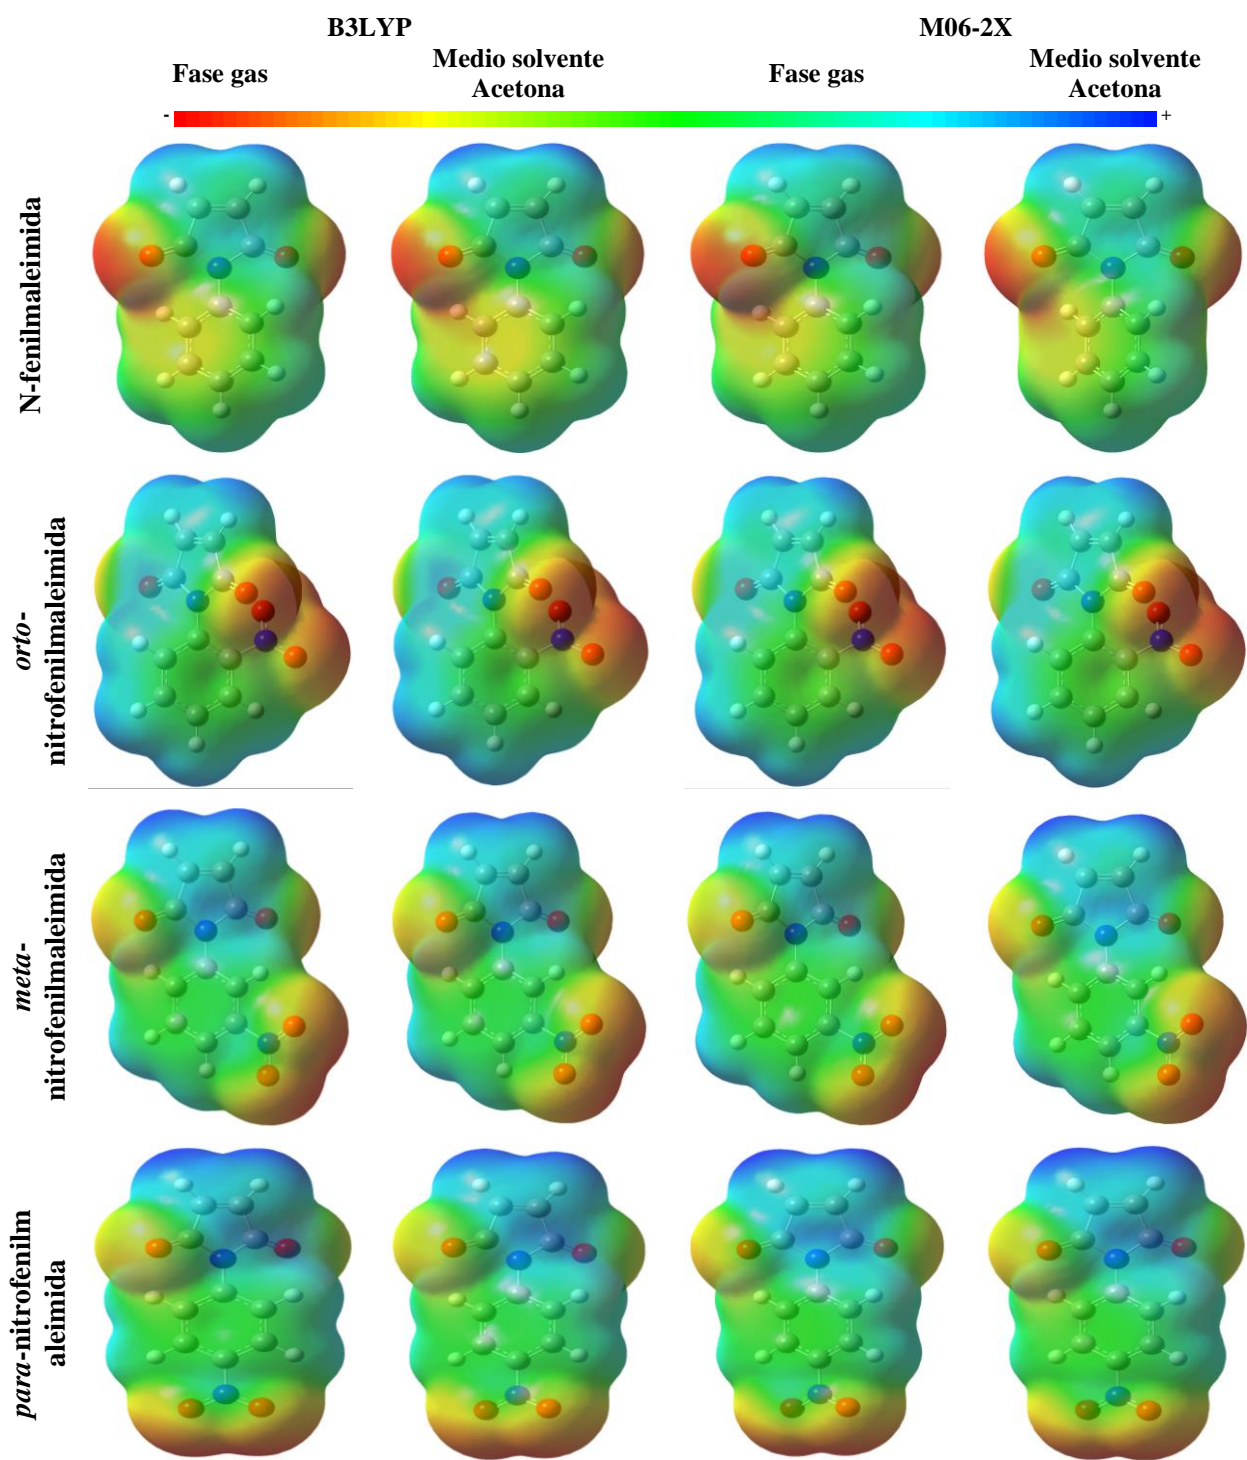 B3LYP
M06-2X
Fase gas
Medio solvente
Acetona
Fase gas
Medio solvente
Acetona
-
+
N-fenilmaleimida
orto-
nitrofenilmaleimida
meta-
nitrofenilmaleimida
para-nitrofenilm
aleimida